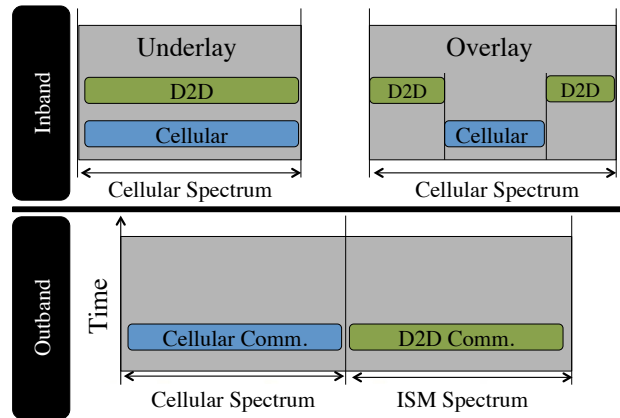 Inband
Underlay
D2D
Cellular
Cellular Spectrum
Overlay
D2D
D2D
Cellular
Cellular Spectrum
Outband
Time
Cellular Comm.
D2D Comm.
Cellular Spectrum
ISM Spectrum